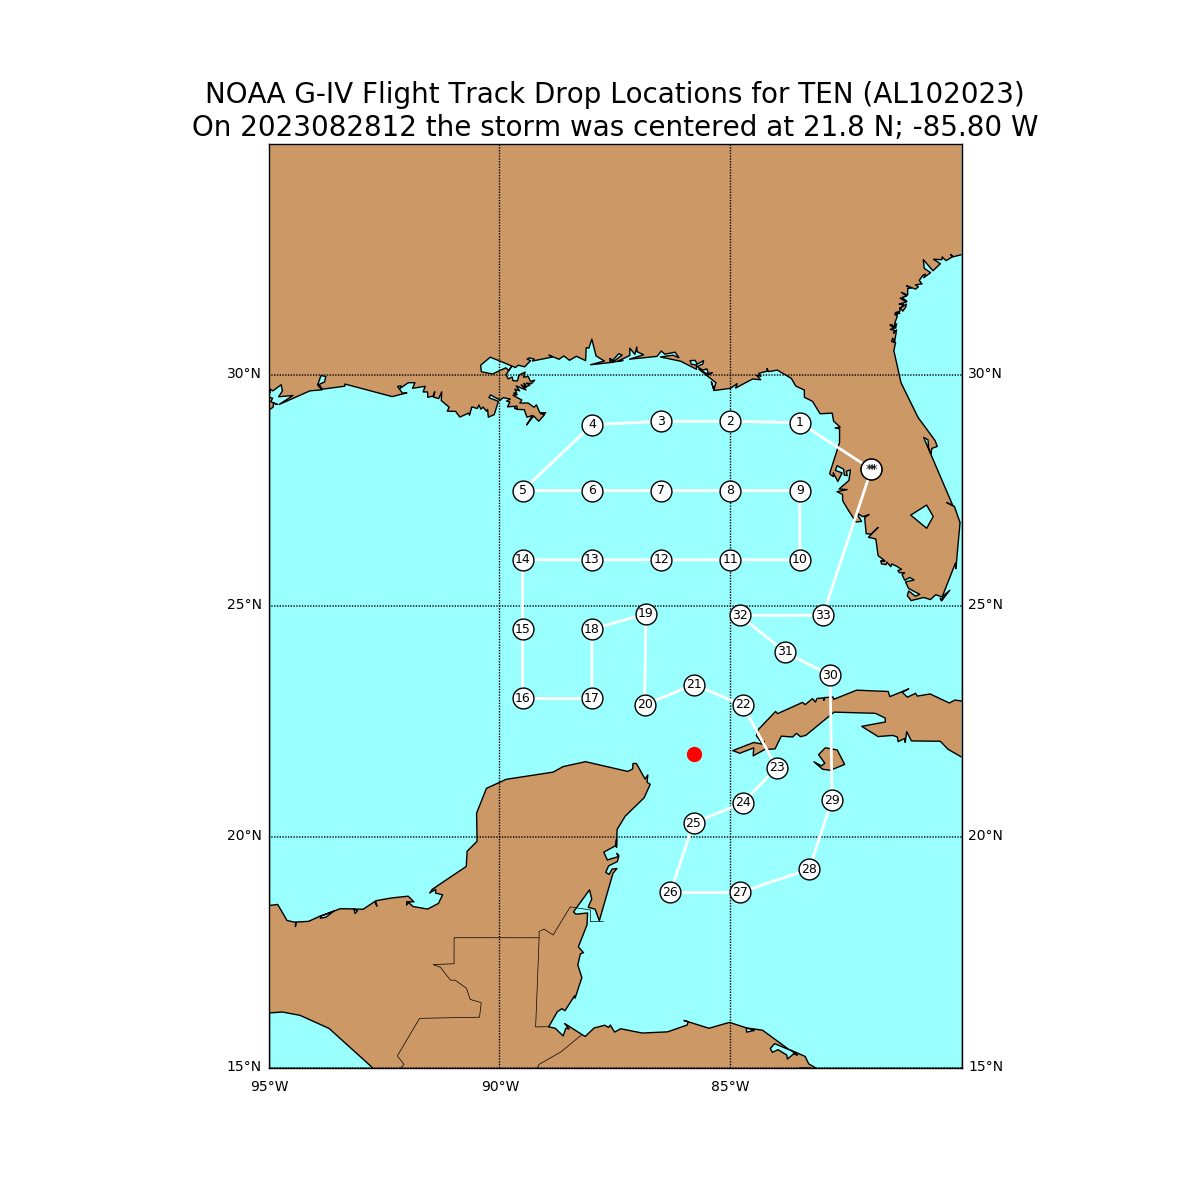 NOAA G-IV Flight Track Drop Locations for TEN (AL102023)
On 2023082812 the storm was centered at 21.8 N; -85.80 W
30°N 30°N
4 3 2 1
**
5 6 7 8 9
14 13 12 11 10
25°N 25°N
15 18 19 32 33
31
30
16 17 20 21 22
23
29
24
25
20°N 20°N
28
26 27
15°N 15°N
95°W 90°W 85°W